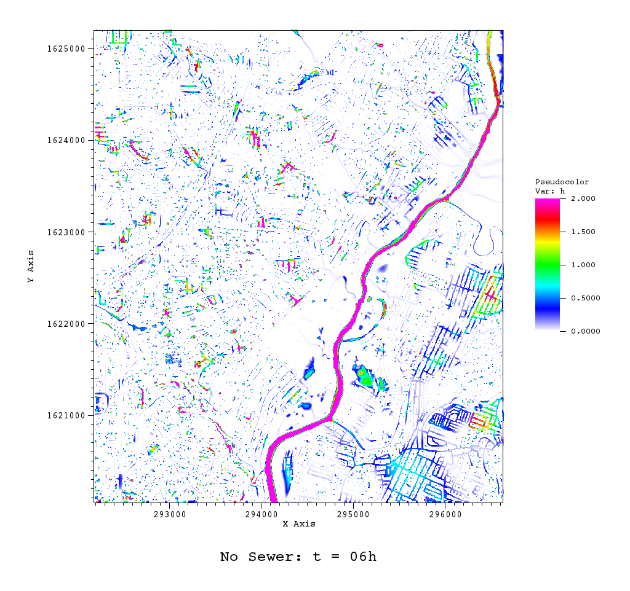 1625000
1624000
1623000
1622000
1621000
Y Axis
293000 294000 295000 296000
X Axis
Pseudocolor
Var: h
2.000
1.500
1.000
0.5000
0.0000
No Sewer: t = 06h